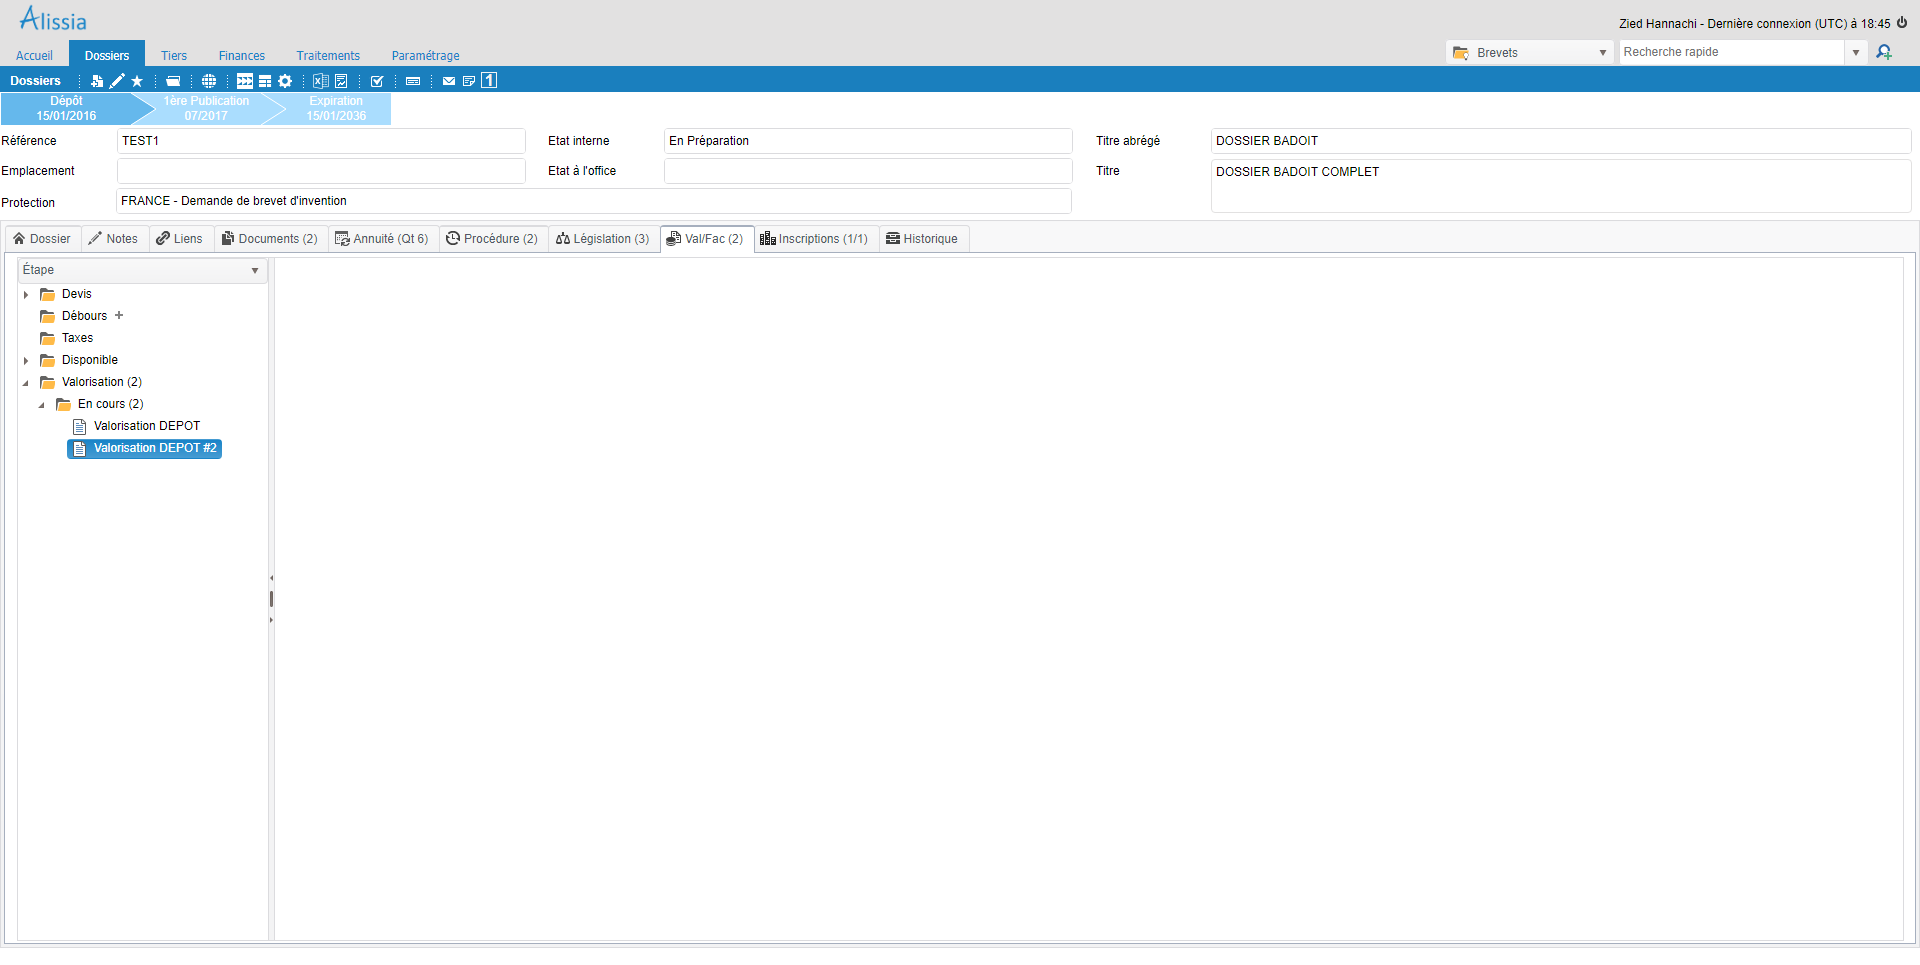 Alissia
Zied Hannachi - Dernière connexion (UTC) à 18:45
Accueil Dossiers Tiers Finances Traitements Paramétrage
Brevets
Recherche rapide
Dossiers
1
Dépôt
15/01/2016
1ère Publication
07/2017
Expiration
15/01/2036
Référence
TEST1
Etat interne
En Préparation
Titre abrégé
DOSSIER BADOIT
Emplacement
Etat à l'office
Titre
DOSSIER BADOIT COMPLET
Protection
FRANCE - Demande de brevet d'invention
Dossier
Notes
Liens
Documents (2)
Annuité (Qt 6)
Procédure (2)
Législation (3)
Val/Fac (2)
Inscriptions (1/1)
Historique
Étape
Devis
Débours +
Taxes
Disponible
Valorisation (2)
En cours (2)
Valorisation DEPOT
Valorisation DEPOT #2